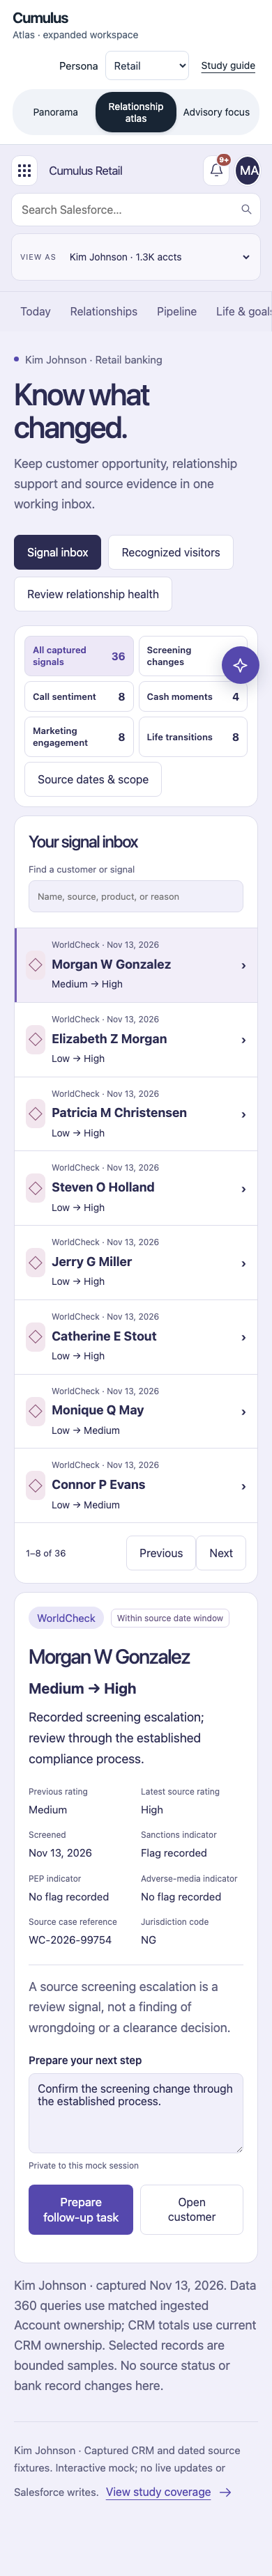 Cumulus
Atlas · expanded workspace
Persona
Retail
Study guide
Panorama
Relationship
atlas
Advisory focus
Cumulus Retail
9+
MA
Search Salesforce...
VIEW AS
Kim Johnson · 1.3K accts
Today
Relationships
Pipeline
Life & goals
Kim Johnson · Retail banking
Know what
changed.
Keep customer opportunity, relationship
support and source evidence in one
working inbox.
Signal inbox
Recognized visitors
Review relationship health
All captured
signals
36
Screening
changes
Call sentiment
8
Cash moments
4
Marketing
engagement
8
Life transitions
8
Source dates & scope
Your signal inbox
Find a customer or signal
Name, source, product, or reason
WorldCheck · Nov 13, 2026
Morgan W Gonzalez
Medium → High
WorldCheck · Nov 13, 2026
Elizabeth Z Morgan
Low → High
WorldCheck · Nov 13, 2026
Patricia M Christensen
Low → High
WorldCheck · Nov 13, 2026
Steven O Holland
Low → High
WorldCheck · Nov 13, 2026
Jerry G Miller
Low → High
WorldCheck · Nov 13, 2026
Catherine E Stout
Low → High
WorldCheck · Nov 13, 2026
Monique Q May
Low → Medium
WorldCheck · Nov 13, 2026
Connor P Evans
Low → Medium
1–8 of 36
Previous
Next
WorldCheck
Within source date window
Morgan W Gonzalez
Medium → High
Recorded screening escalation;
review through the established
compliance process.
Previous rating
Latest source rating
Medium
High
Screened
Sanctions indicator
Nov 13, 2026
Flag recorded
PEP indicator
Adverse-media indicator
No flag recorded
No flag recorded
Source case reference
Jurisdiction code
WC-2026-99754
NG
A source screening escalation is a
review signal, not a finding of
wrongdoing or a clearance decision.
Prepare your next step
Confirm the screening change through
the established process.
Private to this mock session
Prepare
follow-up task
Open
customer
Kim Johnson · captured Nov 13, 2026. Data
360 queries use matched ingested
Account ownership; CRM totals use current
CRM ownership. Selected records are
bounded samples. No source status or
bank record changes here.
Kim Johnson · Captured CRM and dated source
fixtures. Interactive mock; no live updates or
Salesforce writes. View study coverage →